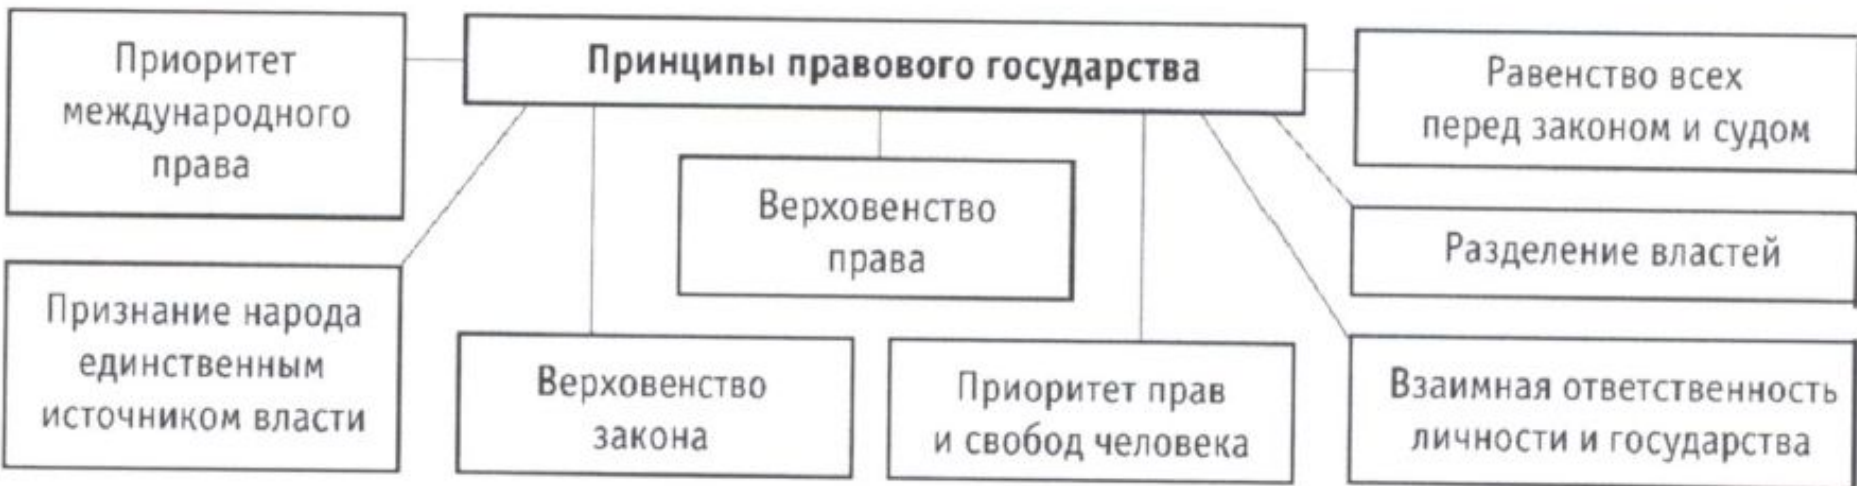 Принципы правового государства
Приоритет
международного
права
Равенство всех
перед законом и судом
Верховенство
права
Разделение властей
Признание народа
единственным
источником власти
Верховенство
закона
Приоритет прав
и свобод человека
Взаимная ответственность
личности и государства